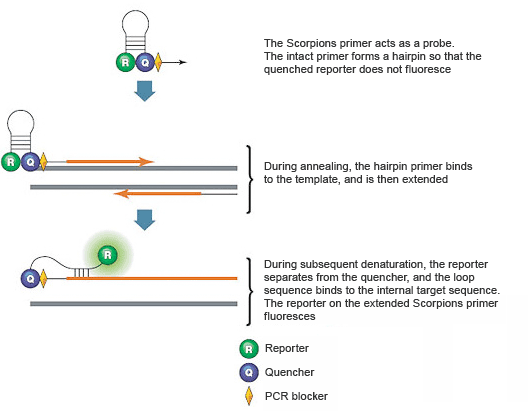 The Scorpions primer acts as a probe.
The intact primer forms a hairpin so that the
quenched reporter does not fluoresce
R Q
R Q
During annealing, the hairpin primer binds
to the template, and is then extended
R
Q
During subsequent denaturation, the reporter
separates from the quencher, and the loop
sequence binds to the internal target sequence.
The reporter on the extended Scorpions primer
fluoresces
R Reporter
Q Quencher
PCR blocker